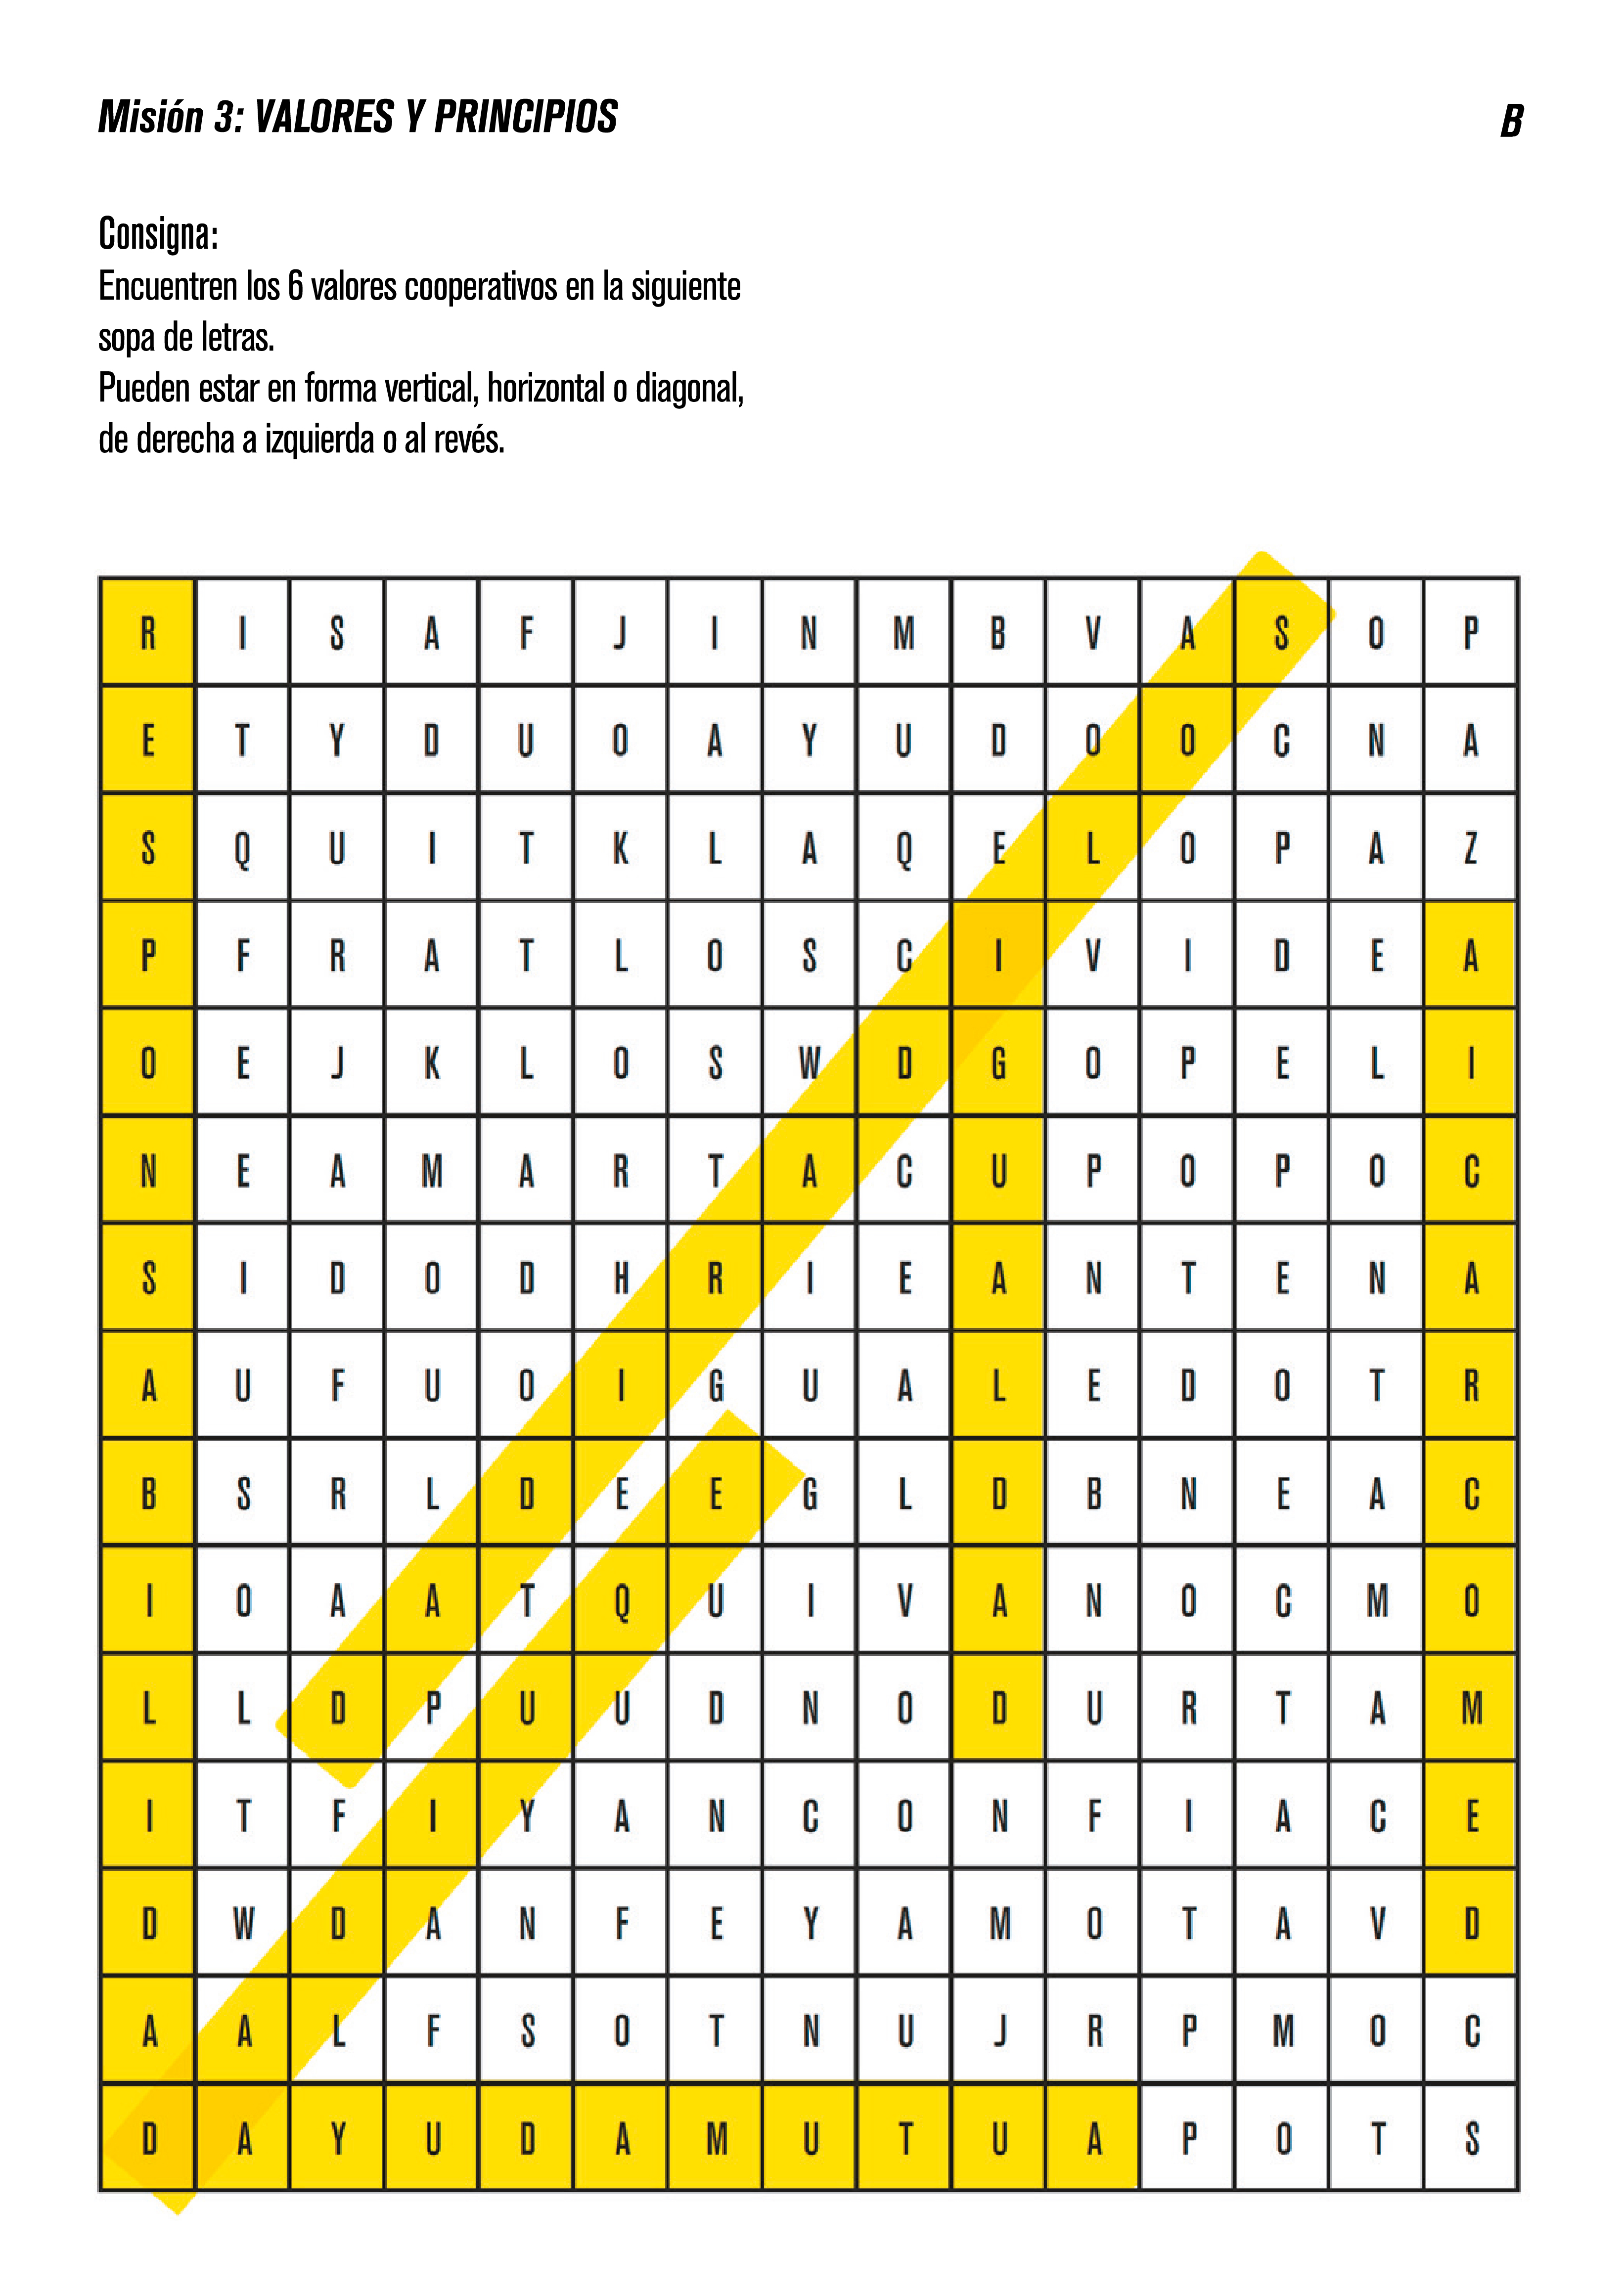 Misión 3: VALORES Y PRINCIPIOS
B
Consigna:
Encuentren los 6 valores cooperativos en la siguiente
sopa de letras.
Pueden estar en forma vertical, horizontal o diagonal,
de derecha a izquierda o al revés.
R I S A F J I N M B V A S O P
E T Y D U O A Y U D O O C N A
S Q U I T K L A Q E L O P A Z
P F R A T L O S C I V I D E A
O E J K L O S W D G O P E L I
N E A M A R T A C U P O P O C
S I D O D H R I E A N T E N A
A U F U O I G U A L E D O T R
B S R L D E E G L D B N E A C
I O A A T Q U I V A N O C M O
L L D P U U D N O D U R T A M
I T F I Y A N C O N F I A C E
D W D A N F E Y A M O T A V D
A A L F S O T N U J R P M O C
D A Y U D A M U T U A P O T S